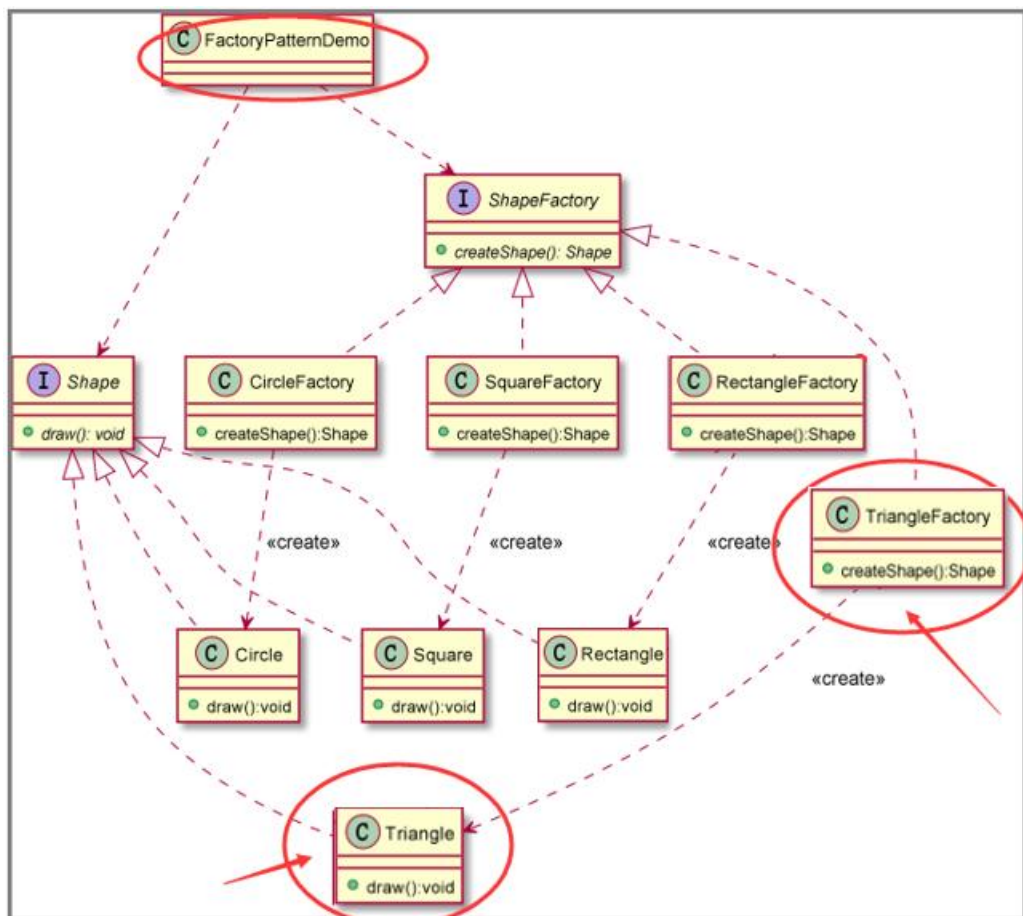 C FactoryPatternDemo
I ShapeFactory
createShape(): Shape
I Shape
draw(): void
C CircleFactory
createShape():Shape
C SquareFactory
createShape():Shape
C RectangleFactory
createShape():Shape
C TriangleFactory
createShape():Shape
«create»
«create»
«create»
C Circle
draw():void
C Square
draw():void
C Rectangle
draw():void
«create»
C Triangle
draw():void